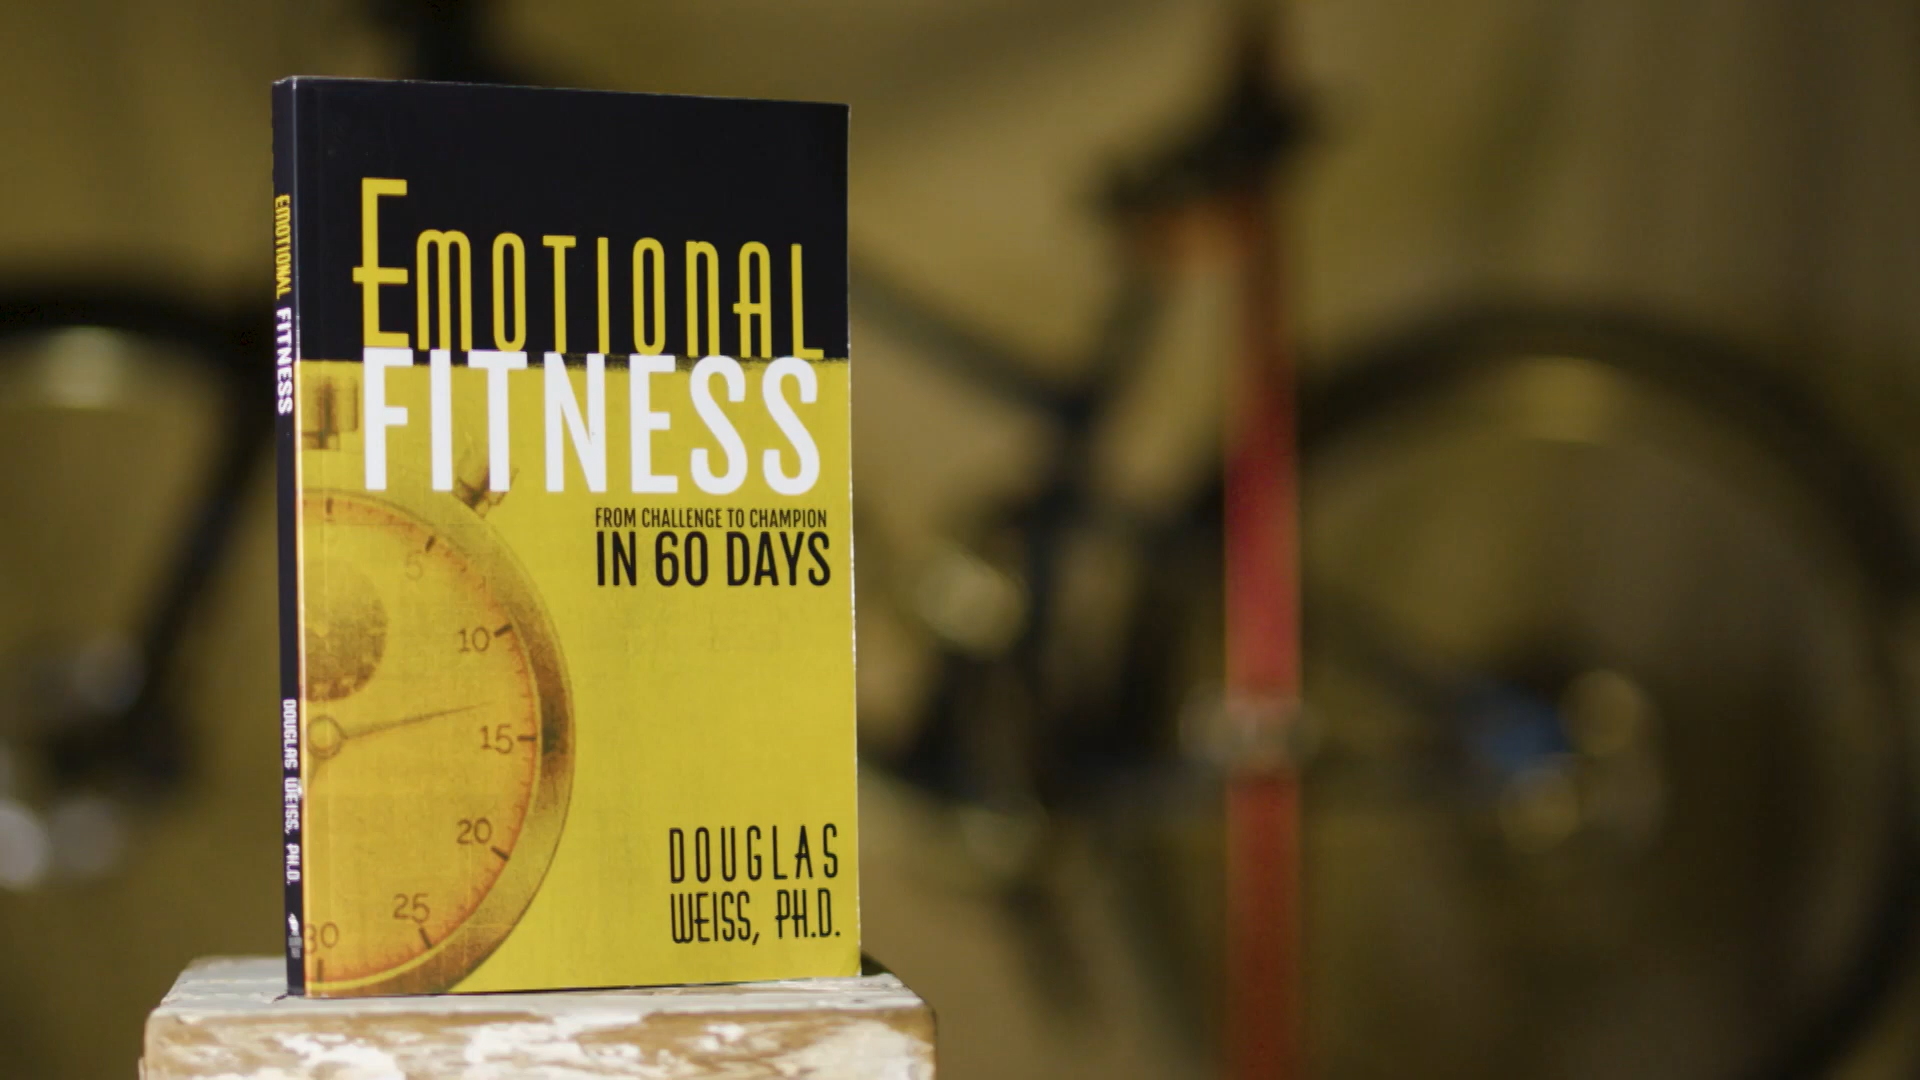 EMOTIONAL
FITNESS
FROM CHALLENGE TO CHAMPION
IN 60 DAYS
5
10
15
20
25
30
DOUGLAS
WEISS, PH.D.
EMOTIONAL FITNESS
DOUGLAS WEISS, PH.D.